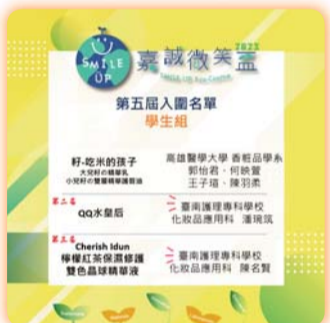 SMILE UP
嘉誠微笑盃
2022
第五屆入圍名單
學生組
籽-吃米的孩子
大兒籽の精華乳
小兒籽の雙層精華護唇油
高雄醫學大學 香粧品學系
郭怡君、何映萱
王子瑄、陳羽柔
第二名
QQ水皇后
臺南護理專科學校
化妝品應用科 潘琬筑
第三名
Cherish Idun
檸檬紅茶保濕修護
雙色晶球精華液
臺南護理專科學校
化妝品應用科 陳名賢